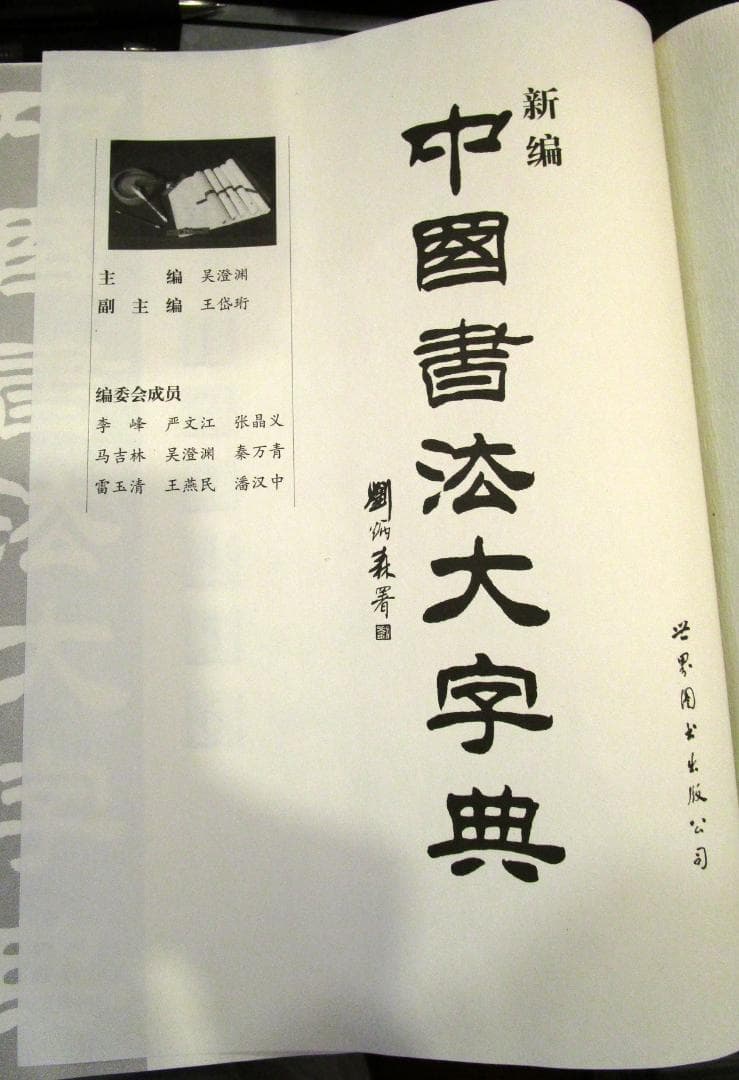 新编
中國書法大字典
劉炳森署
世界图书出版公司
主 编 吴澄渊
副主编 王岱珩
编委会成员
李 峰 严文江 张晶义
马吉林 吴澄渊 秦万青
雷玉清 王燕民 潘汉中